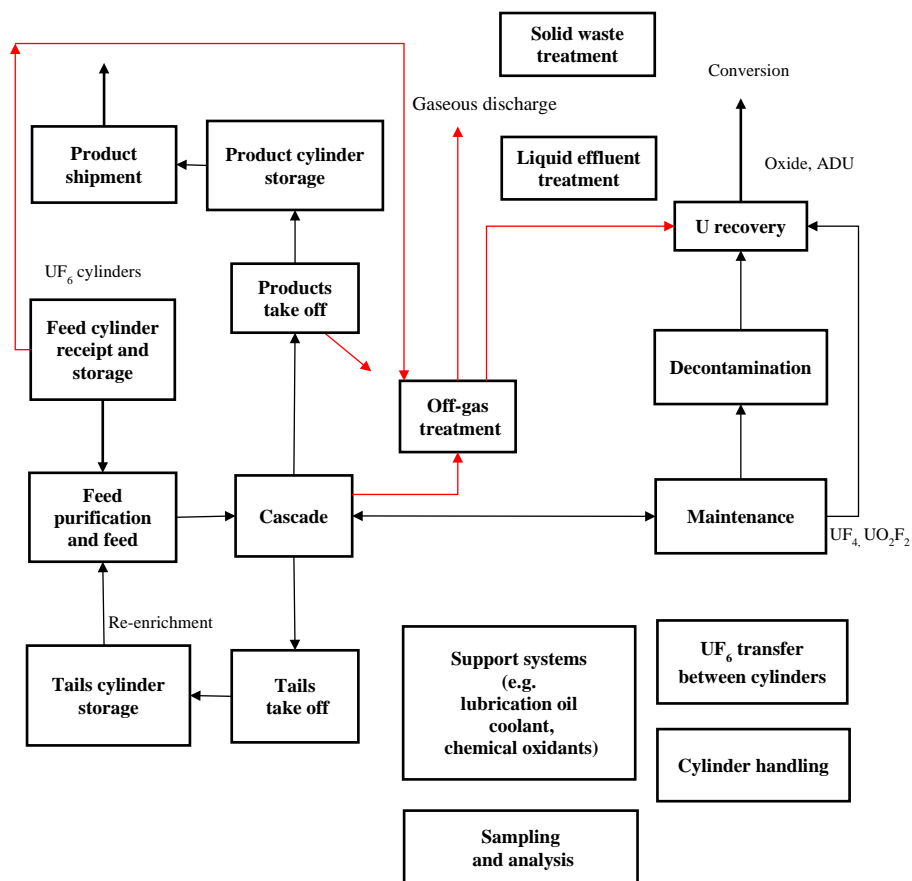 Solid waste
treatment
Conversion
Gaseous discharge
Product
shipment
Product cylinder
storage
Liquid effluent
treatment
Oxide, ADU
U recovery
UF₆ cylinders
Products
take off
Feed cylinder
receipt and
storage
Decontamination
Off-gas
treatment
Feed
purification
and feed
Cascade
Maintenance
UF₄, UO₂F₂
Re-enrichment
Tails cylinder
storage
Tails
take off
Support systems
(e.g.
lubrication oil
coolant,
chemical oxidants)
UF₆ transfer
between cylinders
Cylinder handling
Sampling
and analysis